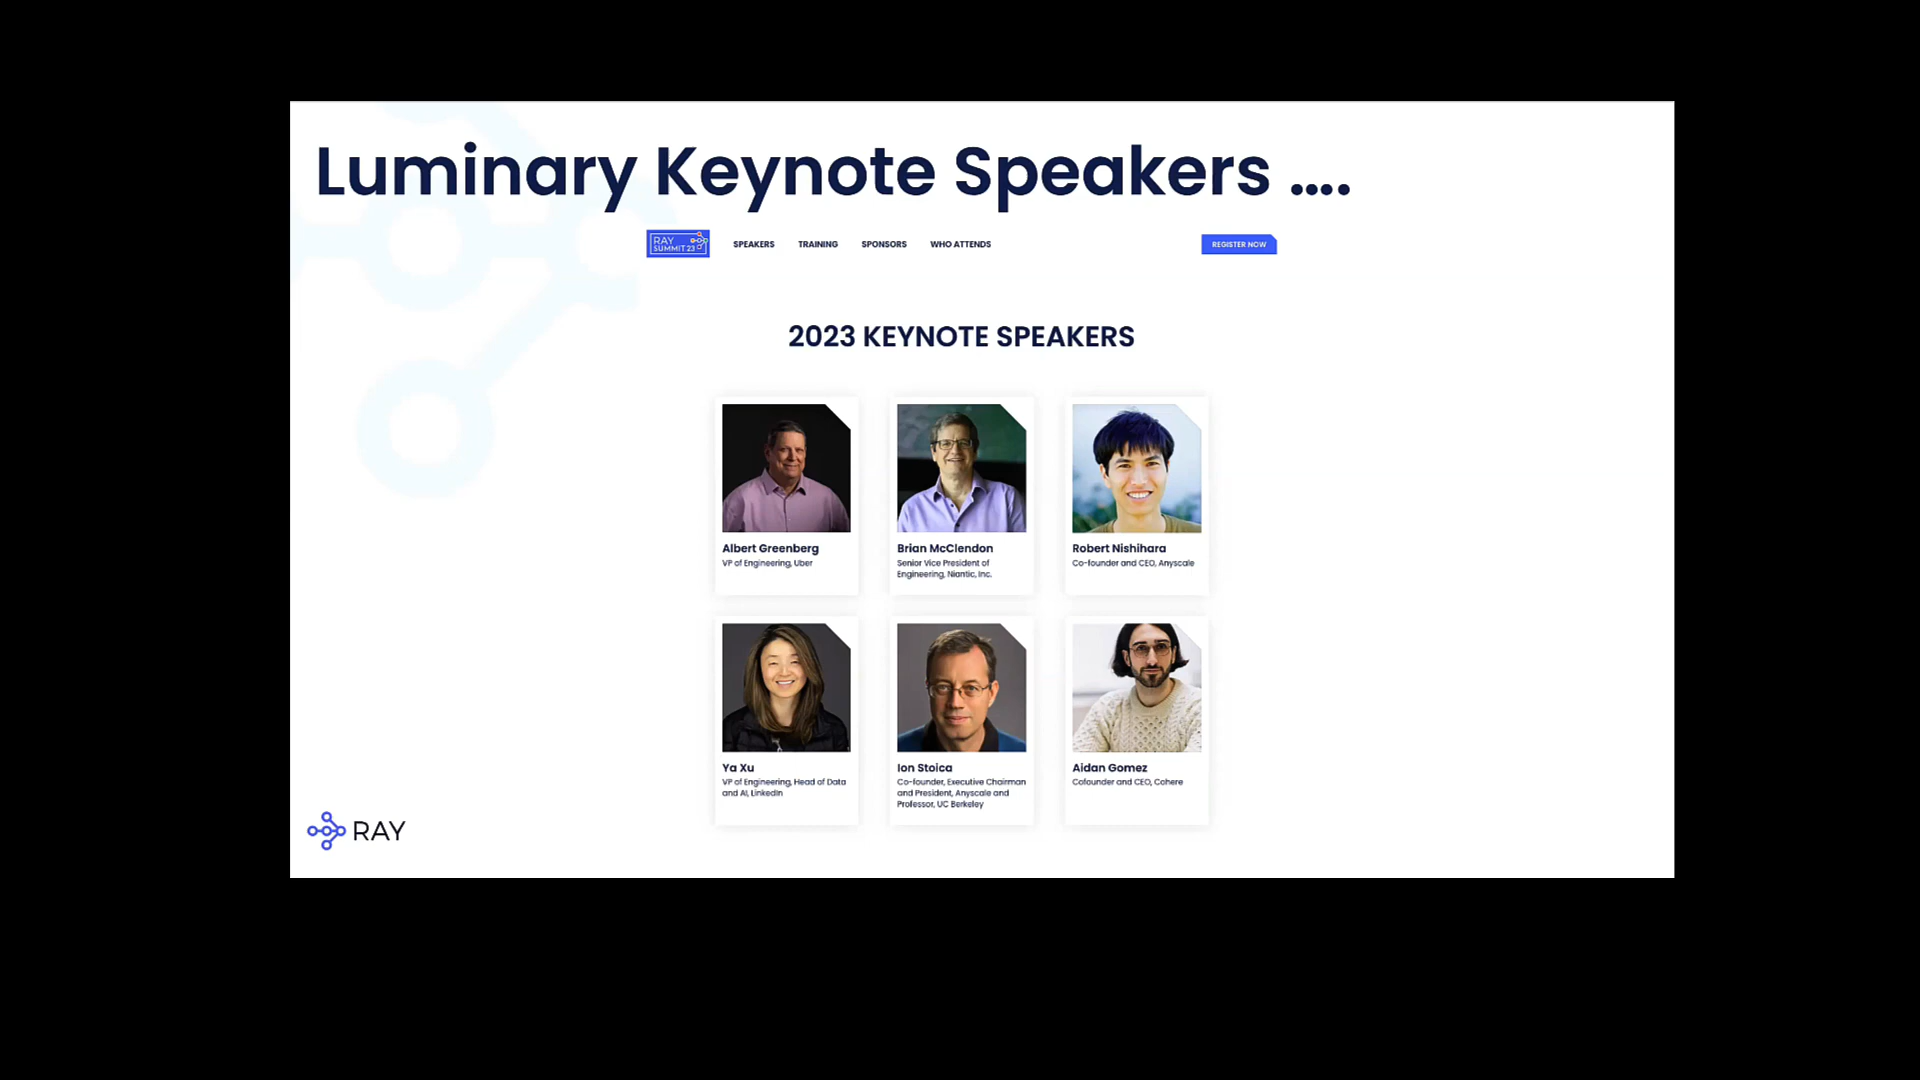 Luminary Keynote Speakers ....
RAY
SUMMIT 23
SPEAKERS TRAINING SPONSORS WHO ATTENDS REGISTER NOW
2023 KEYNOTE SPEAKERS
Albert Greenberg
VP of Engineering, Uber
Brian McClendon
Senior Vice President of
Engineering, Niantic, Inc.
Robert Nishihara
Co-founder and CEO, Anyscale
Ya Xu
VP of Engineering, Head of Data
and AI, LinkedIn
Ion Stoica
Co-founder, Executive Chairman
and President, Anyscale and
Professor, UC Berkeley
Aidan Gomez
Cofounder and CEO, Cohere
RAY